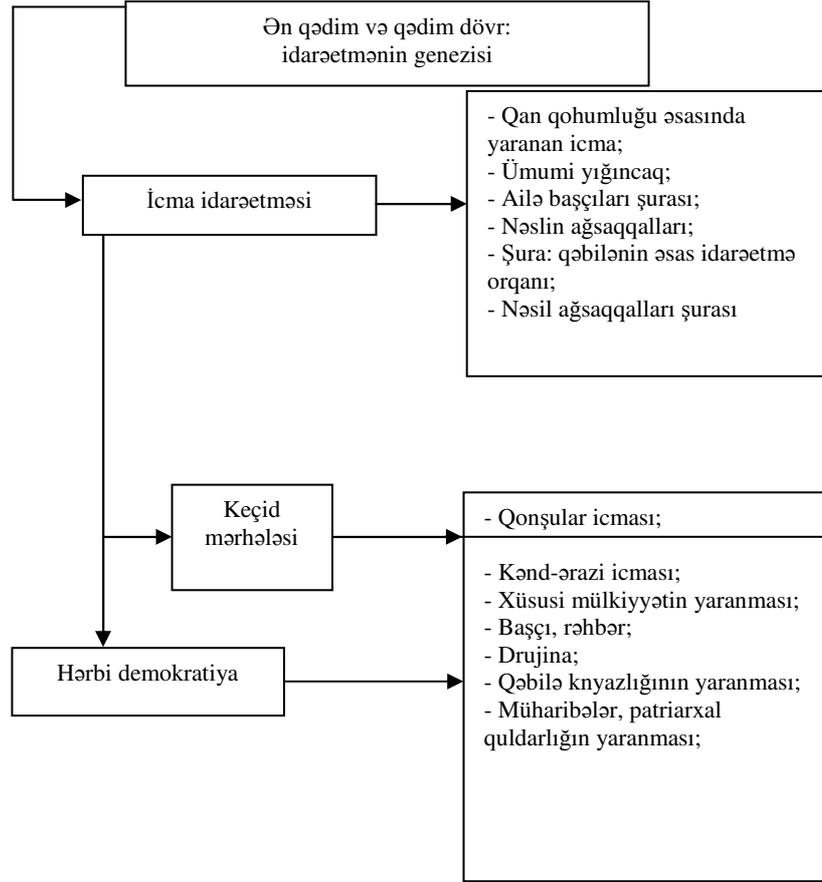 Ən qədim və qədim dövr:
idarəetmənin genezisi
- Qan qohumluğu əsasında
yaranan icma;
- Ümumi yığıncaq;
- Ailə başçıları şurası;
- Nəslin ağsaqqalları;
- Şura: qəbilənin əsas idarəetmə
orqanı;
- Nəsil ağsaqqalları şurası
İcma idarəetməsi
Keçid
mərhələsi
- Qonşular icması;
- Kənd-ərazi icması;
- Xüsusi mülkiyyətin yaranması;
- Başçı, rəhbər;
- Drujina;
- Qəbilə knyazlığının yaranması;
- Müharibələr, patriarxal
quldarlığın yaranması;
Hərbi demokratiya